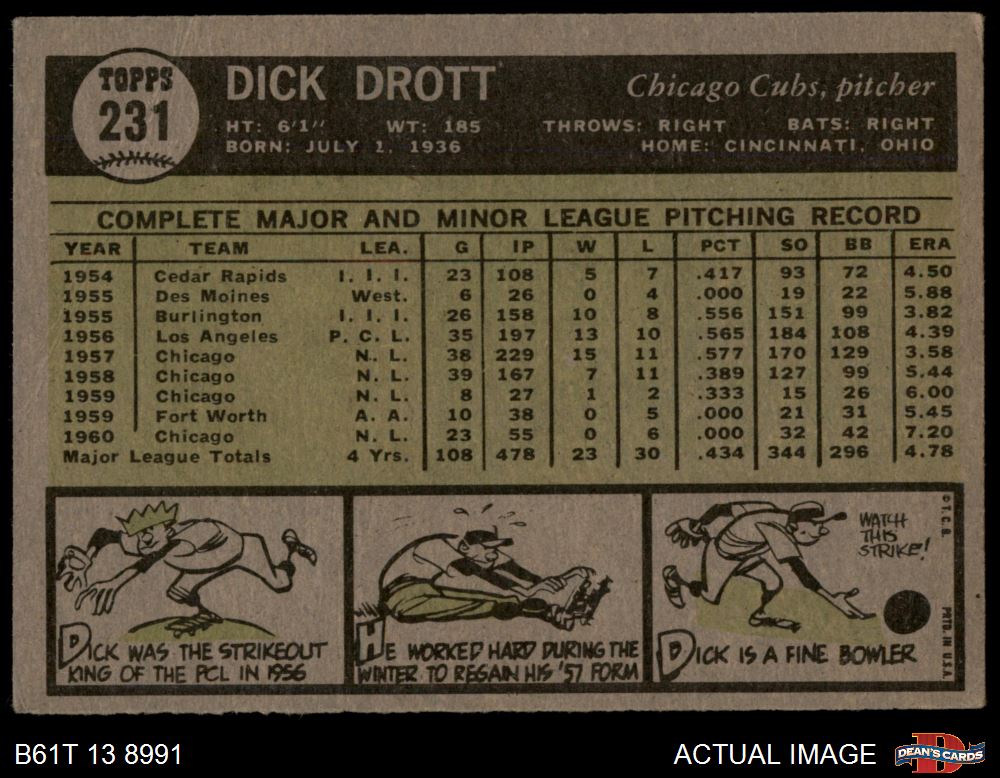 TOPPS
231
DICK DROTT
Chicago Cubs, pitcher
HT: 6'1" WT: 185 THROWS: RIGHT BATS: RIGHT
BORN: JULY 1, 1936 HOME: CINCINNATI, OHIO
COMPLETE MAJOR AND MINOR LEAGUE PITCHING RECORD
YEAR TEAM LEA. G IP W L PCT SO BB ERA
1954 Cedar Rapids I. I. I. 23 108 5 7 .417 93 72 4.50
1955 Des Moines West. 6 26 0 4 .000 19 22 5.88
1955 Burlington I. I. I. 26 158 10 8 .556 151 99 3.82
1956 Los Angeles P. C. L. 35 197 13 10 .565 184 108 4.39
1957 Chicago N. L. 38 229 15 11 .577 170 129 3.58
1958 Chicago N. L. 39 167 7 11 .389 127 99 5.44
1959 Chicago N. L. 8 27 1 2 .333 15 26 6.00
1959 Fort Worth A. A. 10 38 0 5 .000 21 31 5.45
1960 Chicago N. L. 23 55 0 6 .000 32 42 7.20
Major League Totals 4 Yrs. 108 478 23 30 .434 344 296 4.78
DICK WAS THE STRIKEOUT
KING OF THE PCL IN 1956
HE WORKED HARD DURING THE
WINTER TO REGAIN HIS '57 FORM
WATCH
THIS
STRIKE!
DICK IS A FINE BOWLER
© T. C. G.
PRTD. IN U.S.A.
B61T 13 8991
ACTUAL IMAGE
D
DEAN'S CARDS